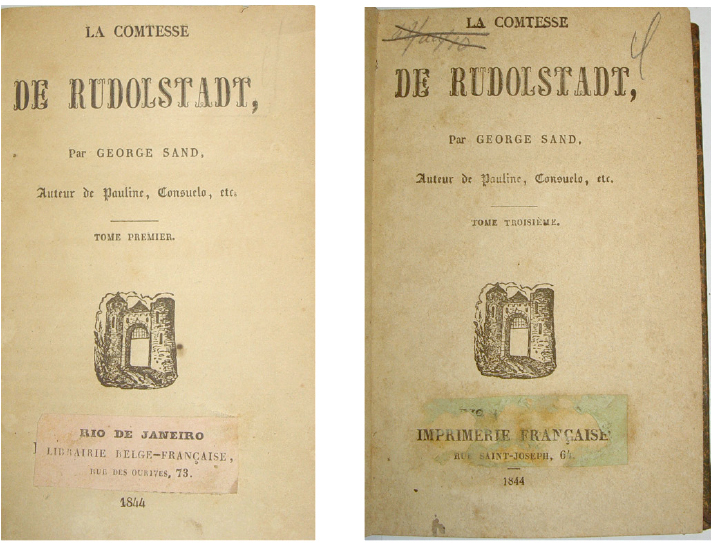 LA COMTESSE
DE RUDOLSTADT,
Par GEORGE SAND,
Auteur de Pauline, Consuelo, etc.
TOME PREMIER.
RIO DE JANEIRO
LIBRAIRIE BELGE-FRANÇAISE,
RUE DES OURIVES, 73.
1844
LA COMTESSE
DE RUDOLSTADT,
Par GEORGE SAND,
Auteur de Pauline, Consuelo, etc.
TOME TROISIÈME.
IMPRIMERIE FRANÇAISE
RUE SAINT-JOSEPH, 64.
1844